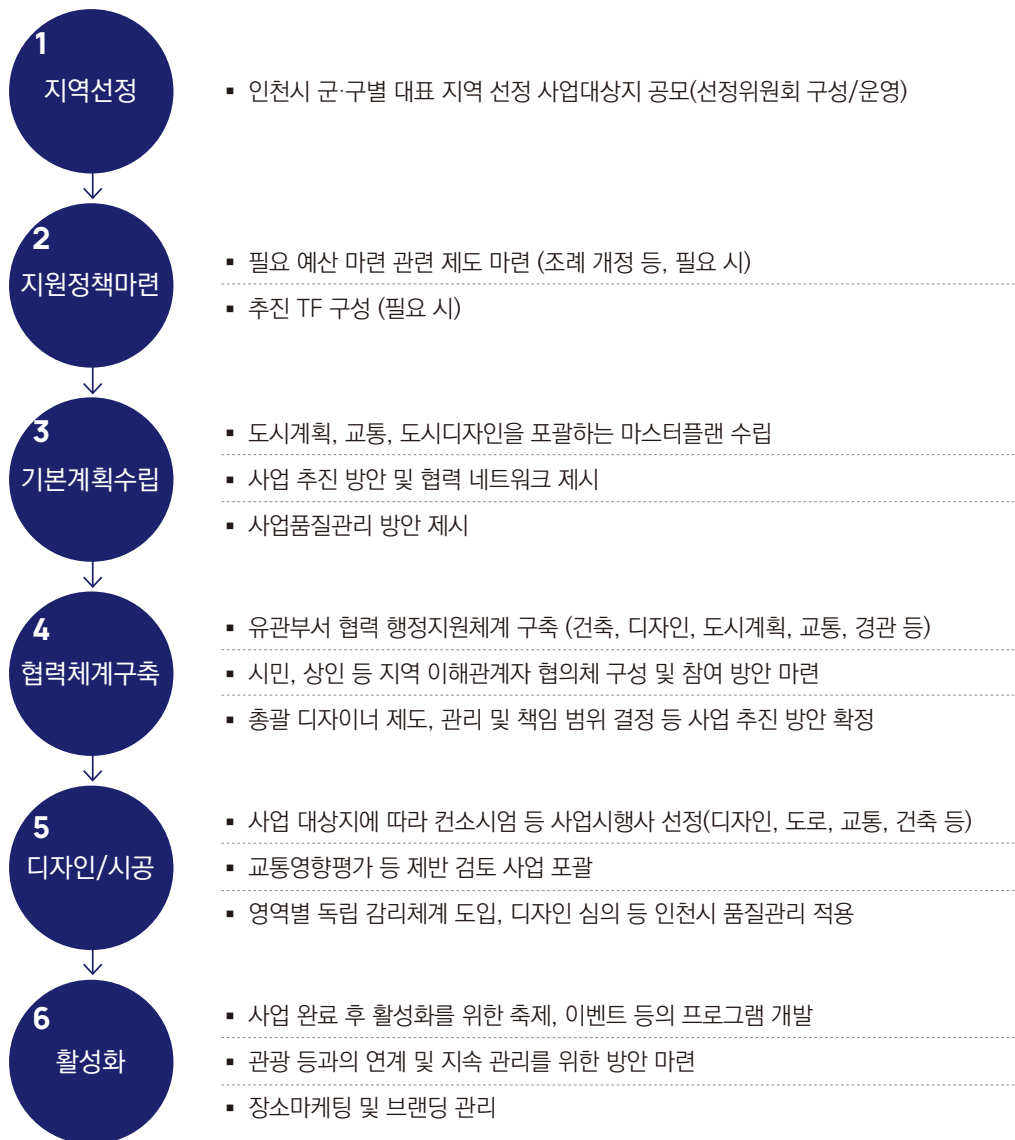 1
지역선정
▪ 인천시 군·구별 대표 지역 선정 사업대상지 공모(선정위원회 구성/운영)
2
지원정책마련
▪ 필요 예산 마련 관련 제도 마련 (조례 개정 등, 필요 시)
▪ 추진 TF 구성 (필요 시)
3
기본계획수립
▪ 도시계획, 교통, 도시디자인을 포괄하는 마스터플랜 수립
▪ 사업 추진 방안 및 협력 네트워크 제시
▪ 사업품질관리 방안 제시
4
협력체계구축
▪ 유관부서 협력 행정지원체계 구축 (건축, 디자인, 도시계획, 교통, 경관 등)
▪ 시민, 상인 등 지역 이해관계자 협의체 구성 및 참여 방안 마련
▪ 총괄 디자이너 제도, 관리 및 책임 범위 결정 등 사업 추진 방안 확정
5
디자인/시공
▪ 사업 대상지에 따라 컨소시엄 등 사업시행사 선정(디자인, 도로, 교통, 건축 등)
▪ 교통영향평가 등 제반 검토 사업 포괄
▪ 영역별 독립 감리체계 도입, 디자인 심의 등 인천시 품질관리 적용
6
활성화
▪ 사업 완료 후 활성화를 위한 축제, 이벤트 등의 프로그램 개발
▪ 관광 등과의 연계 및 지속 관리를 위한 방안 마련
▪ 장소마케팅 및 브랜딩 관리